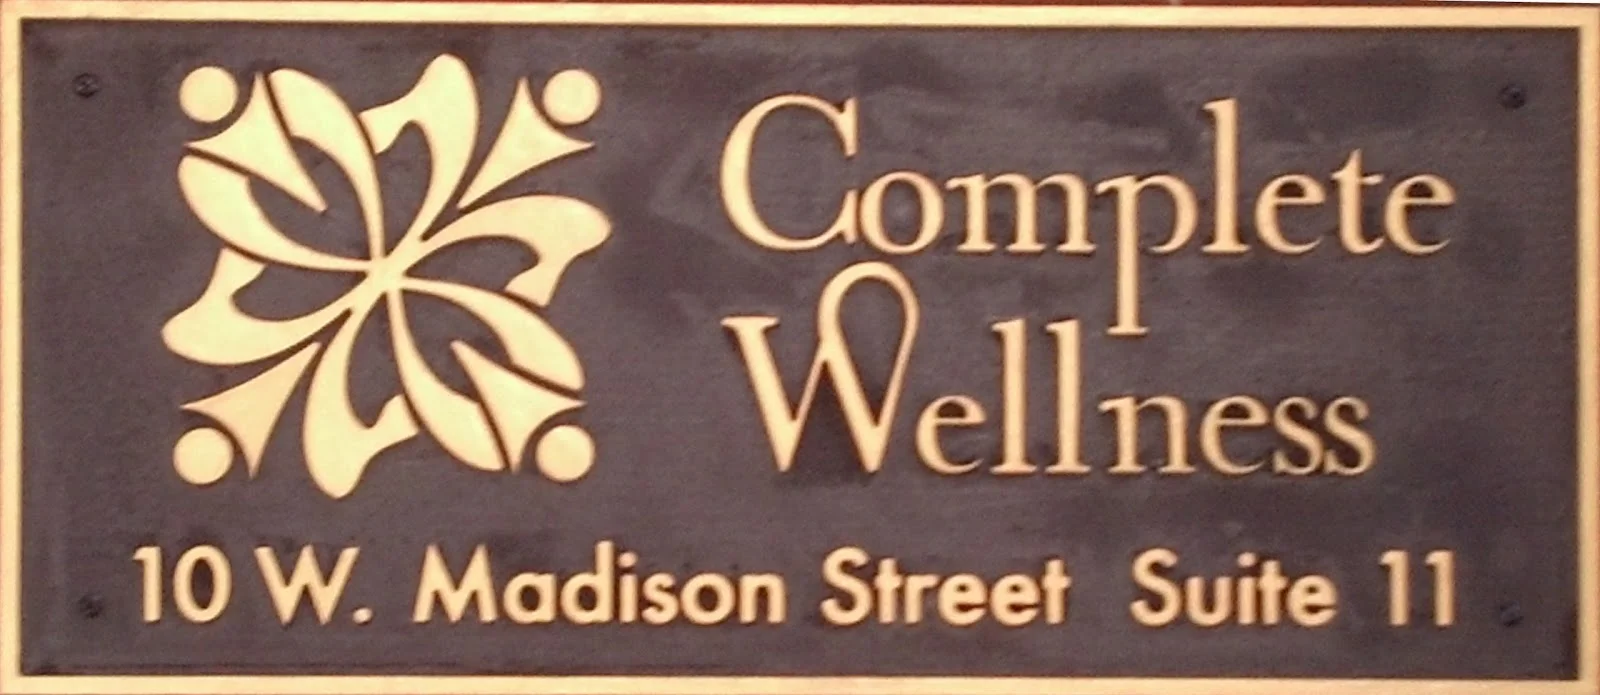 Complete
Wellness
10 W. Madison Street Suite 11